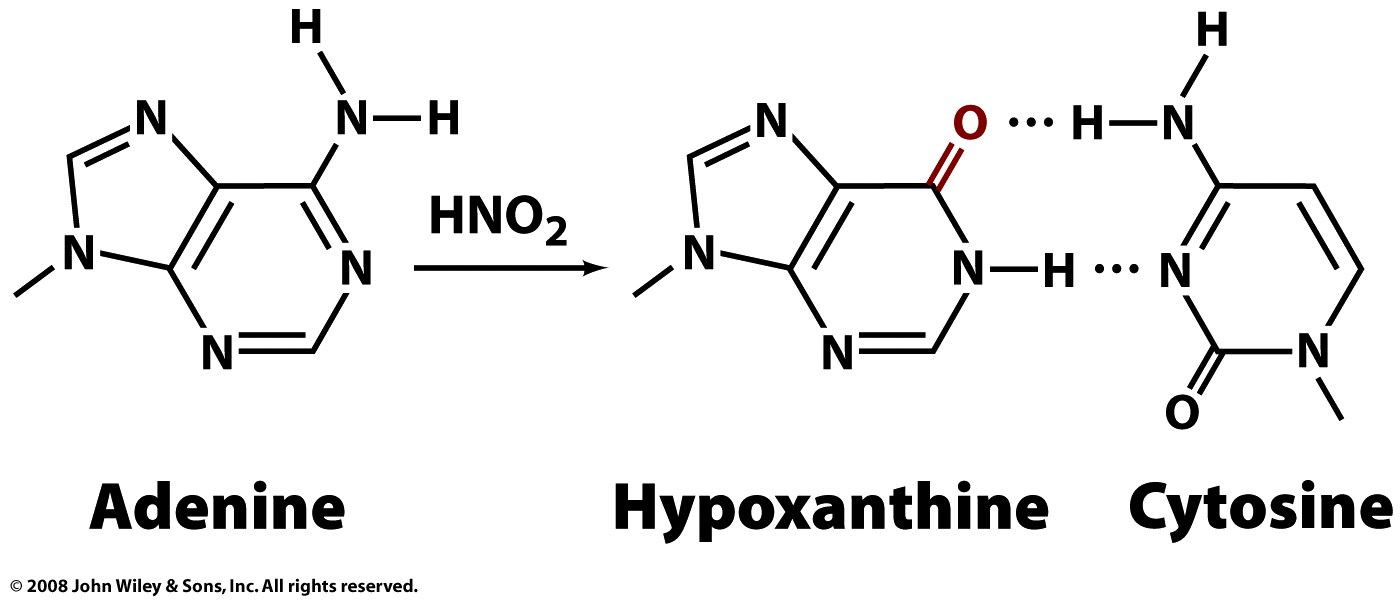 H
H
N
N
H
N
O
H
N
HNO₂
N
N
N
N
H
N
N
N
N
O
Adenine
Hypoxanthine
Cytosine
© 2008 John Wiley & Sons, Inc. All rights reserved.